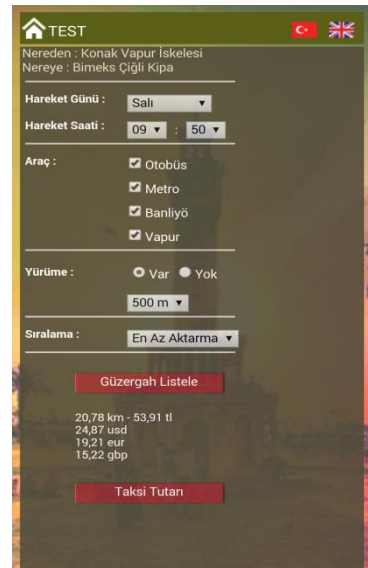 TEST
Nereden : Konak Vapur İskelesi
Nereye : Bimeks Çiğli Kipa
Hareket Günü : Salı
Hareket Saati : 09 : 50
Araç : Otobüs
Metro
Banliyö
Vapur
Yürüme : Var Yok
500 m
Sıralama : En Az Aktarma
Güzergah Listele
20,78 km - 53,91 tl
24,87 usd
19,21 eur
15,22 gbp
Taksi Tutarı